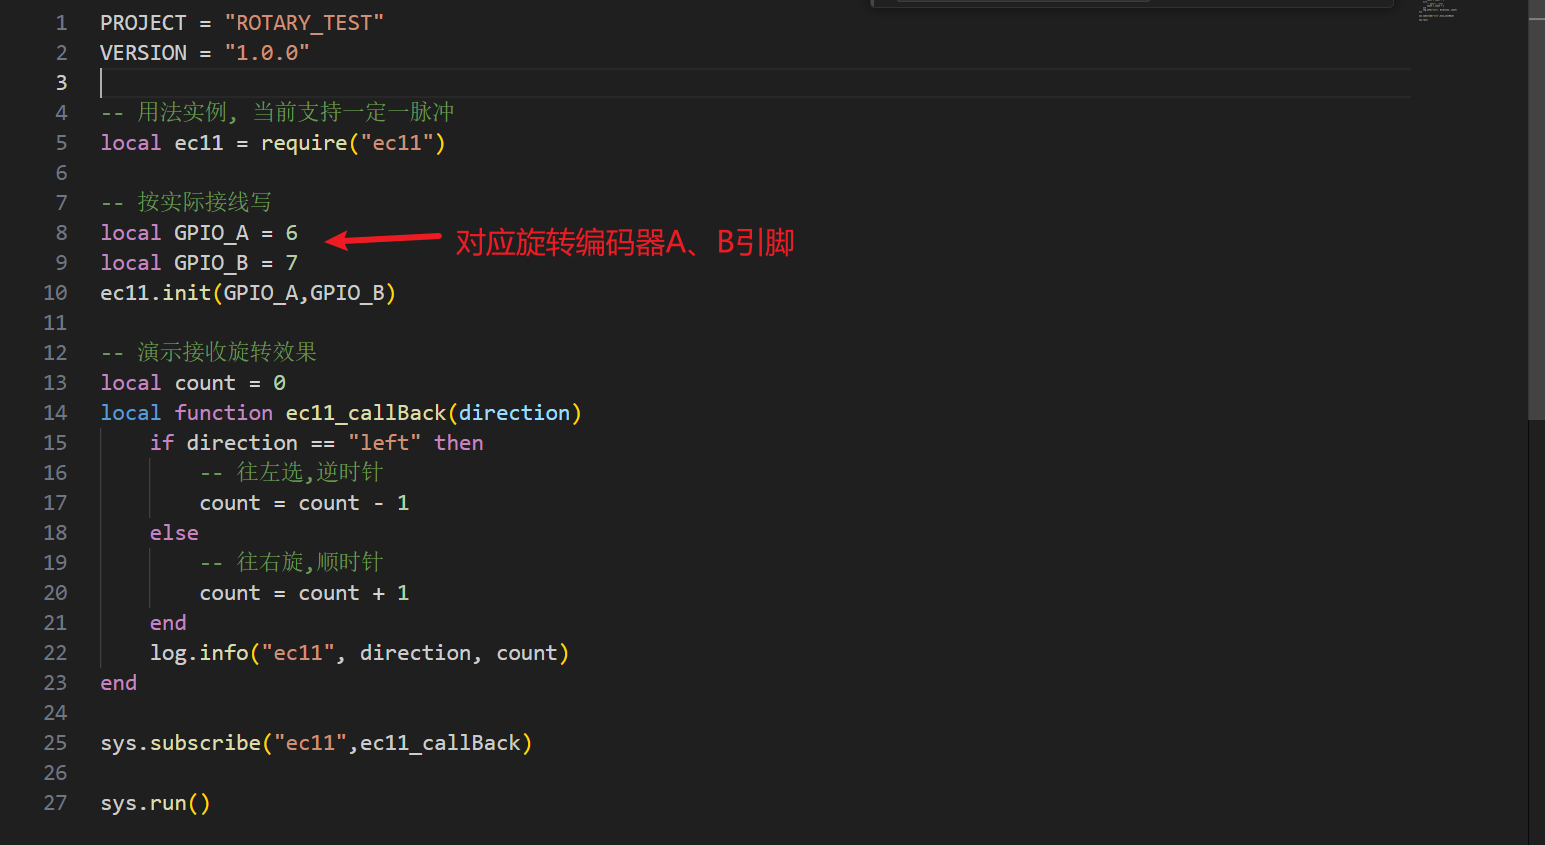 1 PROJECT = "ROTARY_TEST"
2 VERSION = "1.0.0"
3
4 -- 用法实例, 当前支持一定一脉冲
5 local ec11 = require("ec11")
6
7 -- 按实际接线写
8 local GPIO_A = 6
对应旋转编码器A、B引脚
9 local GPIO_B = 7
10 ec11.init(GPIO_A,GPIO_B)
11
12 -- 演示接收旋转效果
13 local count = 0
14 local function ec11_callBack(direction)
15 if direction == "left" then
16 -- 往左选,逆时针
17 count = count - 1
18 else
19 -- 往右旋,顺时针
20 count = count + 1
21 end
22 log.info("ec11", direction, count)
23 end
24
25 sys.subscribe("ec11",ec11_callBack)
26
27 sys.run()